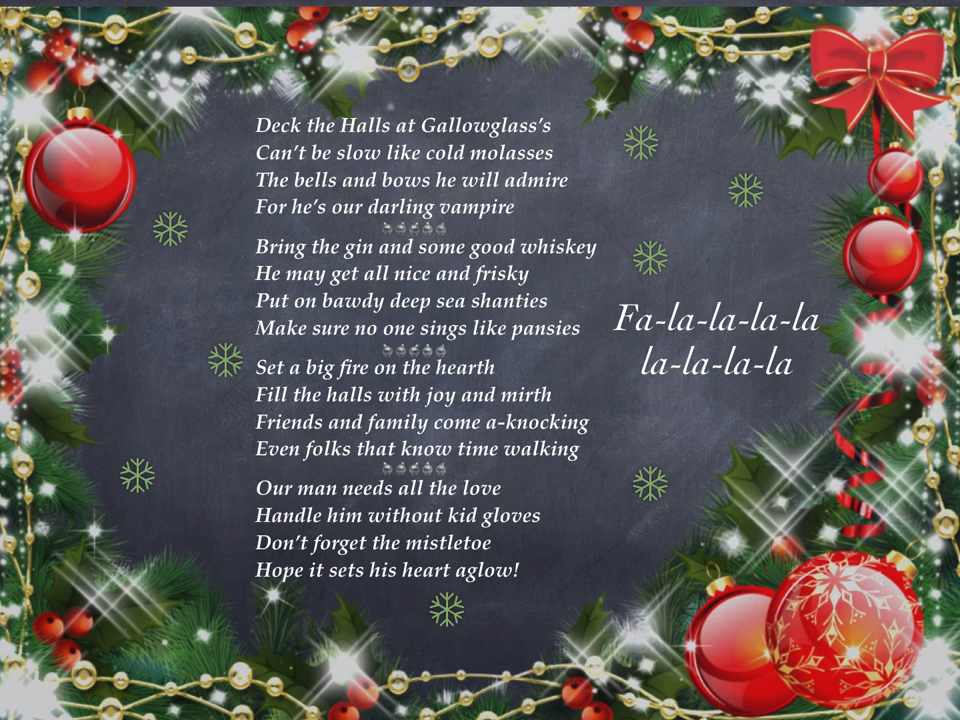 Deck the Halls at Gallowglass’s
Can’t be slow like cold molasses
The bells and bows he will admire
For he’s our darling vampire
Bring the gin and some good whiskey
He may get all nice and frisky
Put on bawdy deep sea shanties
Make sure no one sings like pansies
Set a big fire on the hearth
Fill the halls with joy and mirth
Friends and family come a-knocking
Even folks that know time walking
Our man needs all the love
Handle him without kid gloves
Don’t forget the mistletoe
Hope it sets his heart aglow!
Fa-la-la-la-la
la-la-la-la